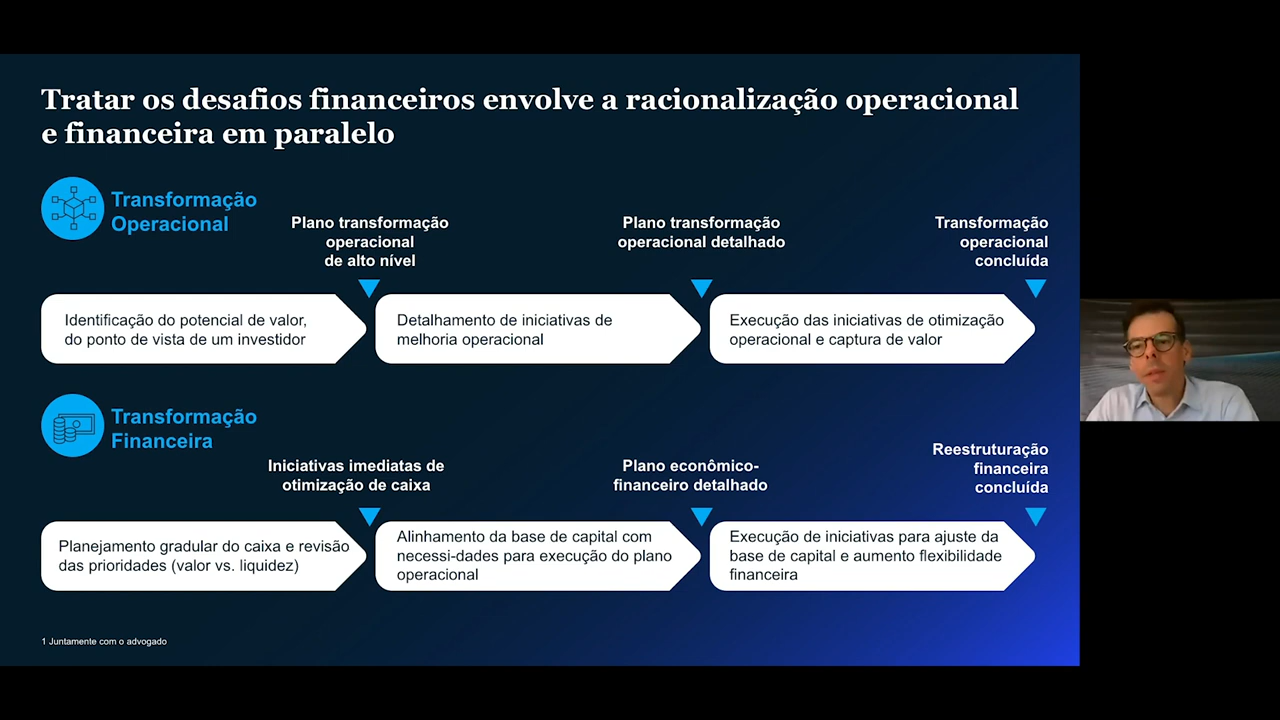 Tratar os desafios financeiros envolve a racionalização operacional
e financeira em paralelo
Transformação
Operacional
Plano transformação
operacional
de alto nível
Plano transformação
operacional detalhado
Transformação
operacional
concluída
Identificação do potencial de valor,
do ponto de vista de um investidor
Detalhamento de iniciativas de
melhoria operacional
Execução das iniciativas de otimização
operacional e captura de valor
Transformação
Financeira
Iniciativas imediatas de
otimização de caixa
Plano econômico-
financeiro detalhado
Reestruturação
financeira
concluída
Planejamento gradular do caixa e revisão
das prioridades (valor vs. liquidez)
Alinhamento da base de capital com
necessi-dades para execução do plano
operacional
Execução de iniciativas para ajuste da
base de capital e aumento flexibilidade
financeira
1 Juntamente com o advogado